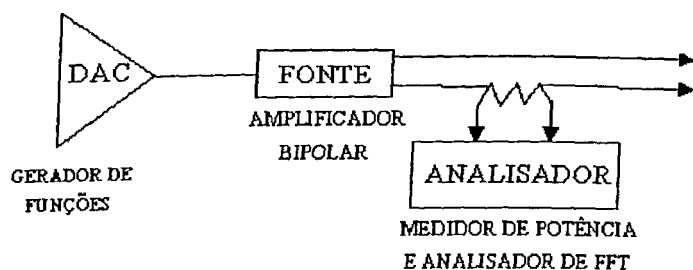 DAC
FONTE
AMPLIFICADOR
BIPOLAR
GERADOR DE
FUNÇÕES
ANALISADOR
MEDIDOR DE POTÊNCIA
E ANALISADOR DE FFT